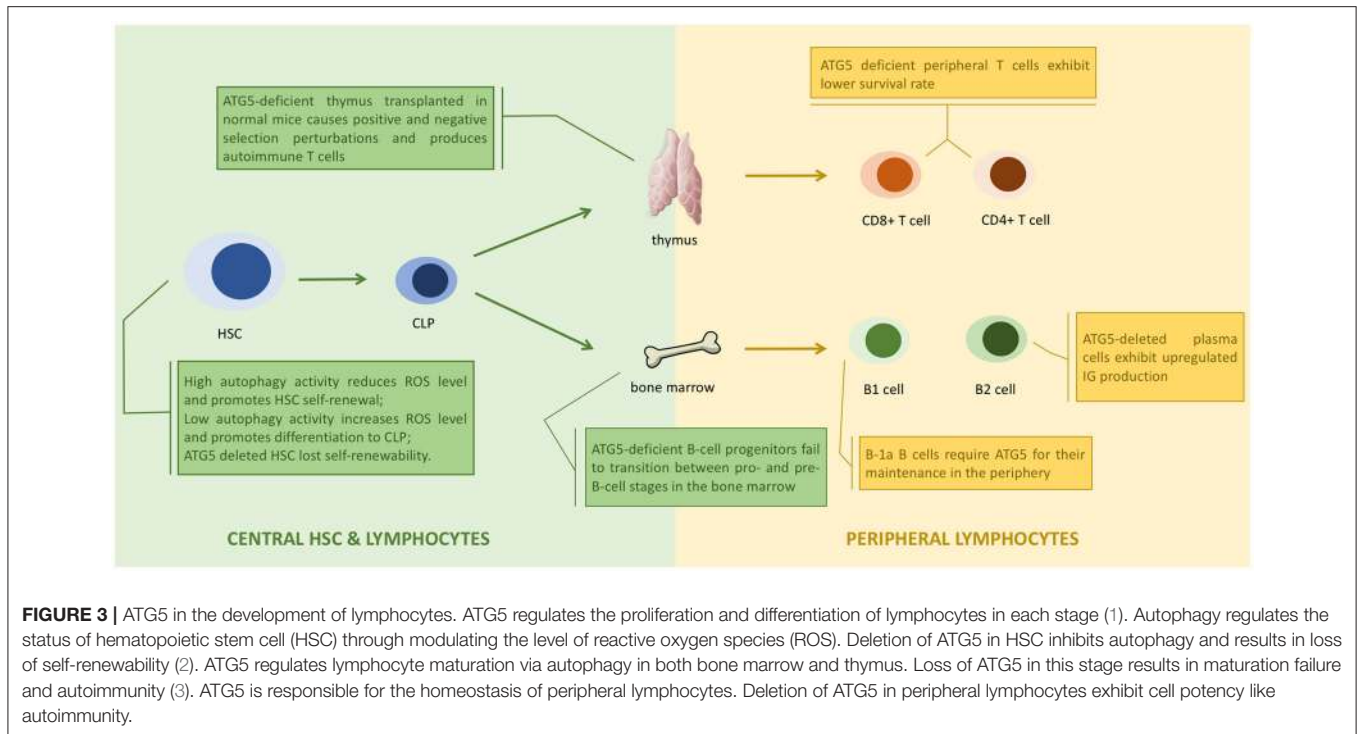 ATG5 deficient peripheral T cells exhibit
lower survival rate
ATG5-deficient thymus transplanted in
normal mice causes positive and negative
selection perturbations and produces
autoimmune T cells
thymus
CD8+ T cell
CD4+ T cell
HSC
CLP
bone marrow
B1 cell
B2 cell
ATG5-deleted plasma
cells exhibit upregulated
IG production
High autophagy activity reduces ROS level
and promotes HSC self-renewal;
Low autophagy activity increases ROS level
and promotes differentiation to CLP;
ATG5 deleted HSC lost self-renewability.
ATG5-deficient B-cell progenitors fail
to transition between pro- and pre-
B-cell stages in the bone marrow
B-1a B cells require ATG5 for their
maintenance in the periphery
CENTRAL HSC & LYMPHOCYTES
PERIPHERAL LYMPHOCYTES
FIGURE 3 | ATG5 in the development of lymphocytes. ATG5 regulates the proliferation and differentiation of lymphocytes in each stage (1). Autophagy regulates the
status of hematopoietic stem cell (HSC) through modulating the level of reactive oxygen species (ROS). Deletion of ATG5 in HSC inhibits autophagy and results in loss
of self-renewability (2). ATG5 regulates lymphocyte maturation via autophagy in both bone marrow and thymus. Loss of ATG5 in this stage results in maturation failure
and autoimmunity (3). ATG5 is responsible for the homeostasis of peripheral lymphocytes. Deletion of ATG5 in peripheral lymphocytes exhibit cell potency like
autoimmunity.